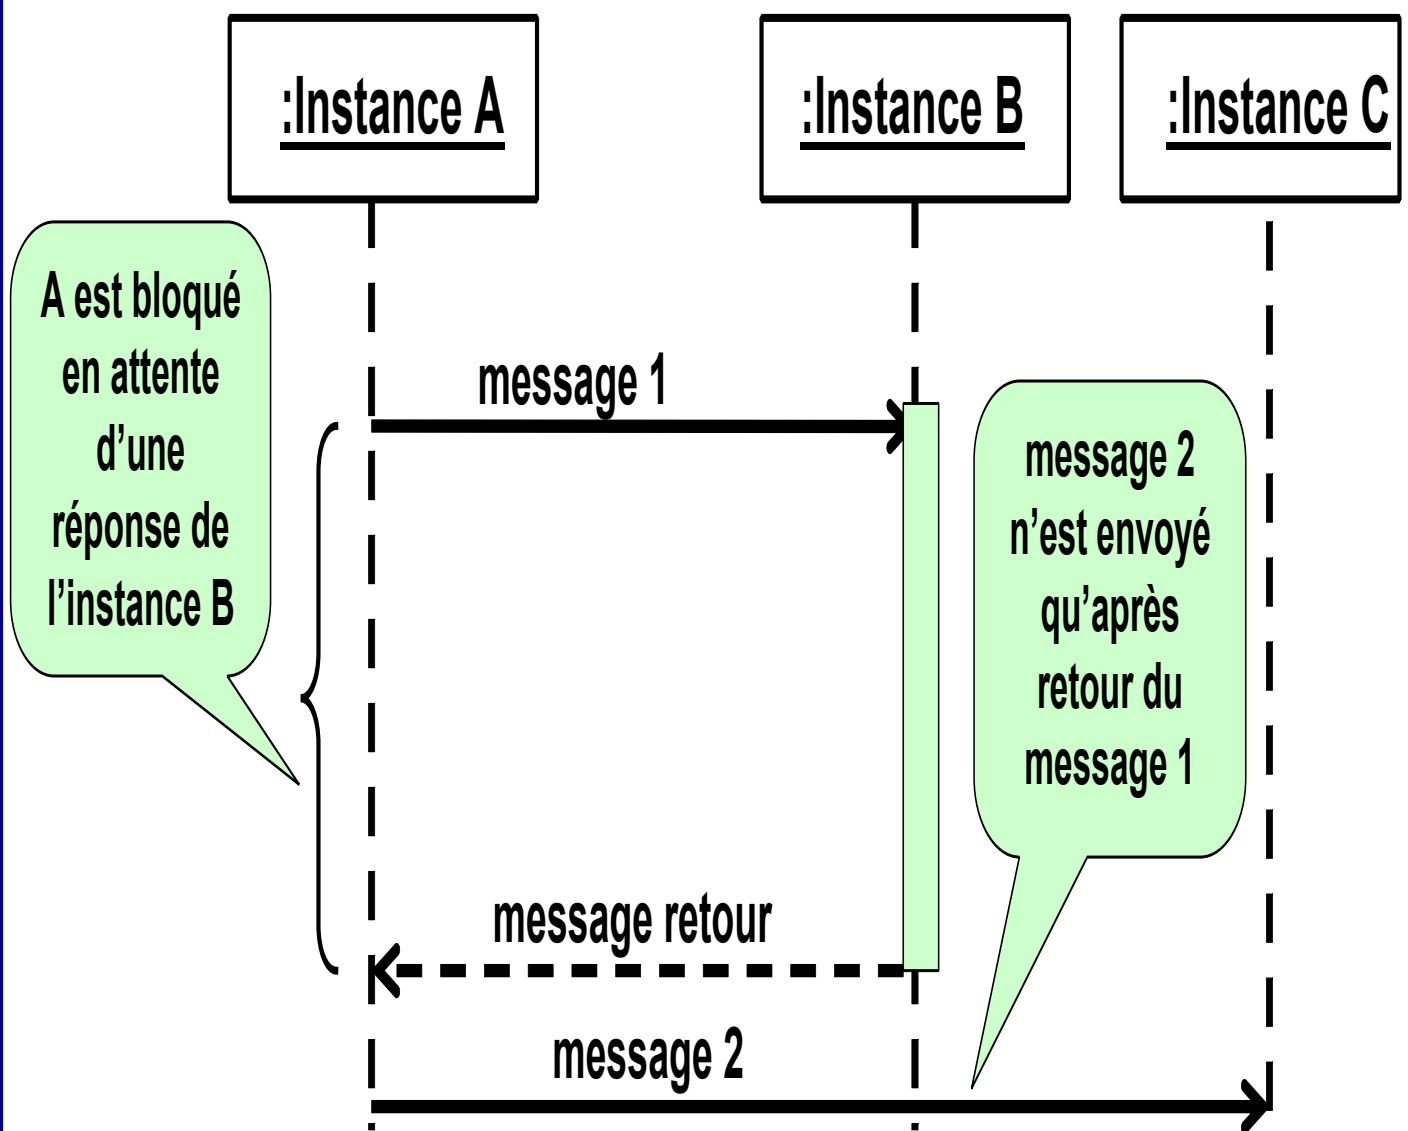 :Instance A
:Instance B
:Instance C
A est bloqué
en attente
d’une
réponse de
l’instance B
message 1
message 2
n’est envoyé
qu’après
retour du
message 1
message retour
message 2